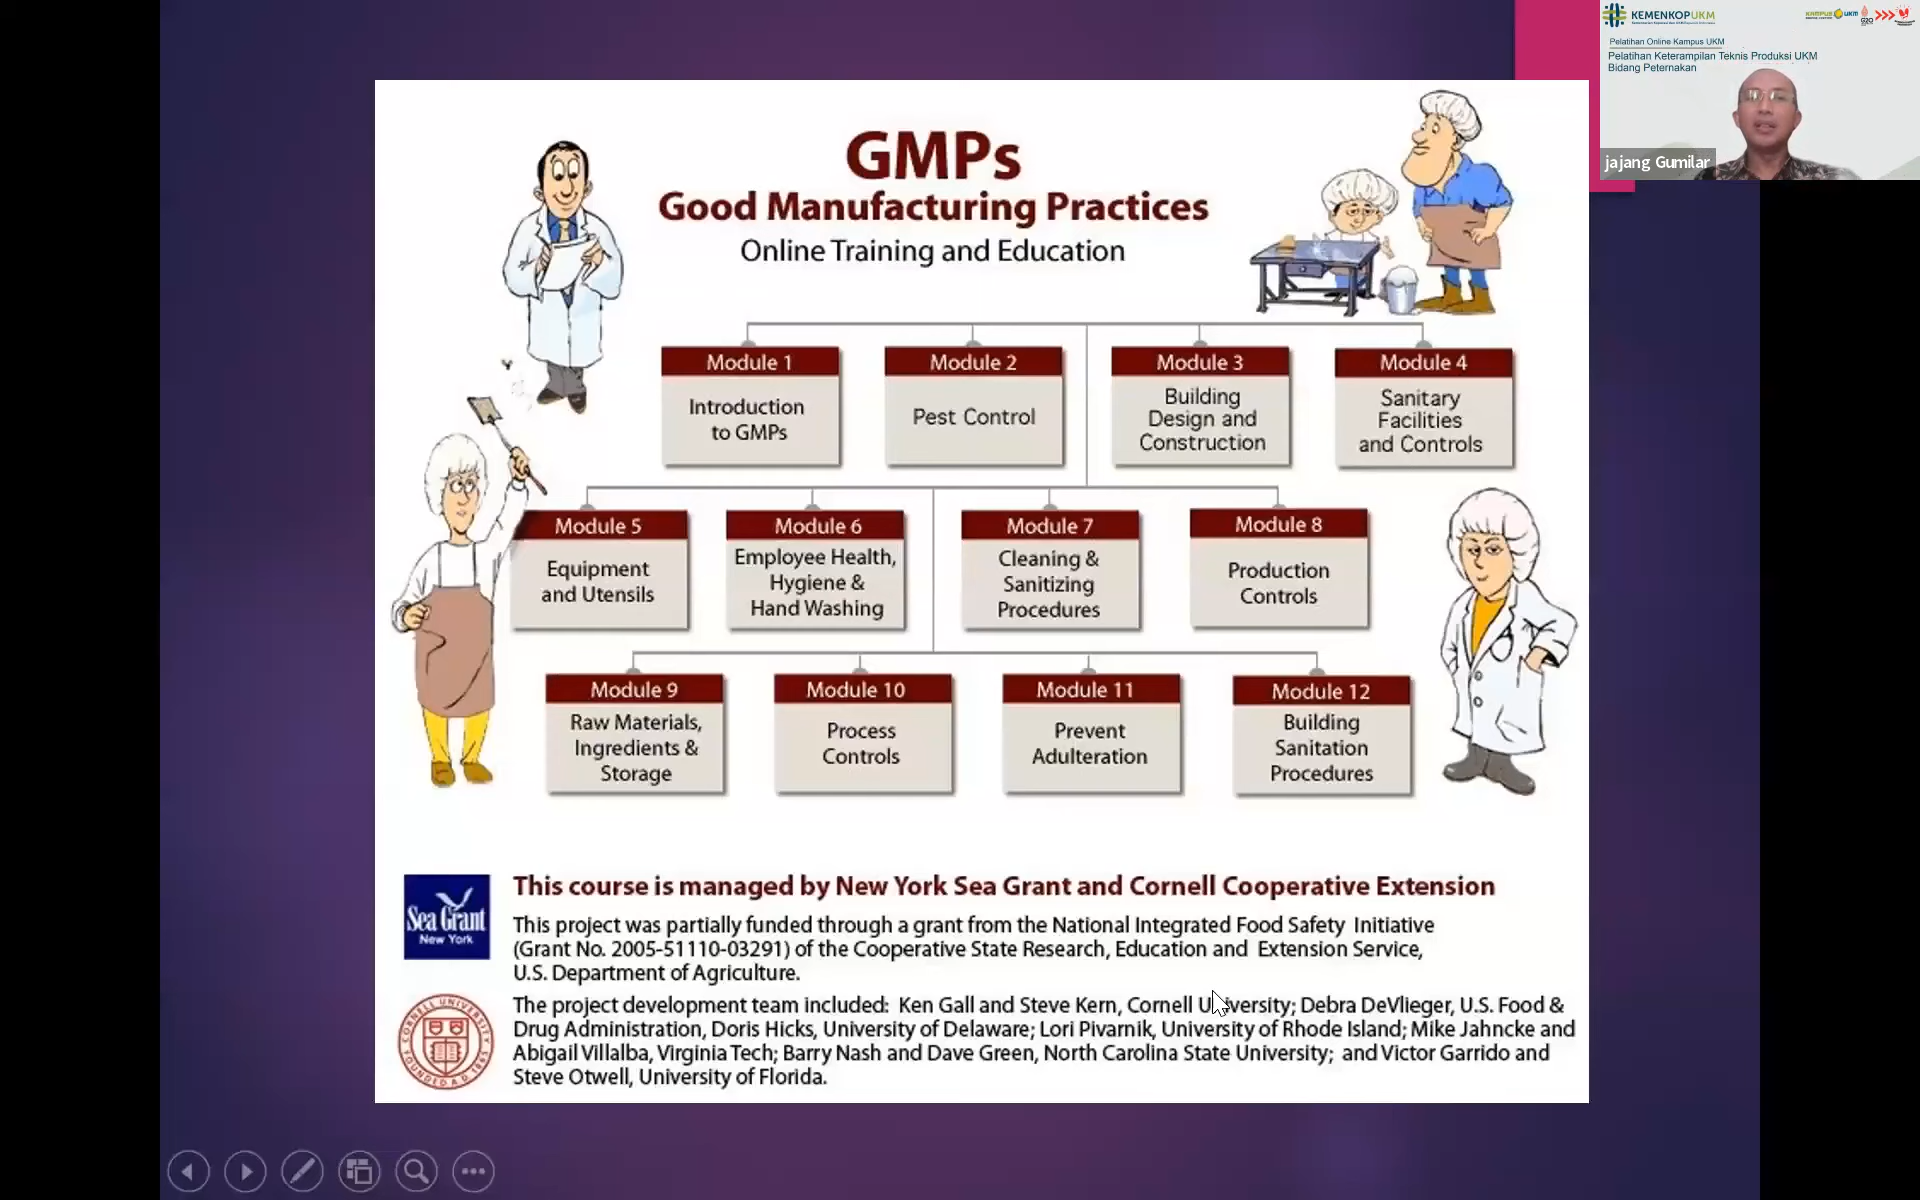 KEMENKOPUKM
KAMPUS UKM
G20
Pelatihan Online Kampus UKM
Pelatihan Keterampilan Teknis Produksi UKM
Bidang Peternakan
jajang Gumilar
GMPs
Good Manufacturing Practices
Online Training and Education
Module 1
Introduction
to GMPs
Module 2
Pest Control
Module 3
Building
Design and
Construction
Module 4
Sanitary
Facilities
and Controls
Module 5
Equipment
and Utensils
Module 6
Employee Health,
Hygiene &
Hand Washing
Module 7
Cleaning &
Sanitizing
Procedures
Module 8
Production
Controls
Module 9
Raw Materials,
Ingredients &
Storage
Module 10
Process
Controls
Module 11
Prevent
Adulteration
Module 12
Building
Sanitation
Procedures
Sea Grant
New York
This course is managed by New York Sea Grant and Cornell Cooperative Extension
This project was partially funded through a grant from the National Integrated Food Safety Initiative
(Grant No. 2005-51110-03291) of the Cooperative State Research, Education and Extension Service,
U.S. Department of Agriculture.
CORNELL UNIVERSITY
FOUNDED A.D. 1865
The project development team included: Ken Gall and Steve Kern, Cornell University; Debra DeVlieger, U.S. Food &
Drug Administration, Doris Hicks, University of Delaware; Lori Pivarnik, University of Rhode Island; Mike Jahncke and
Abigail Villalba, Virginia Tech; Barry Nash and Dave Green, North Carolina State University; and Victor Garrido and
Steve Otwell, University of Florida.